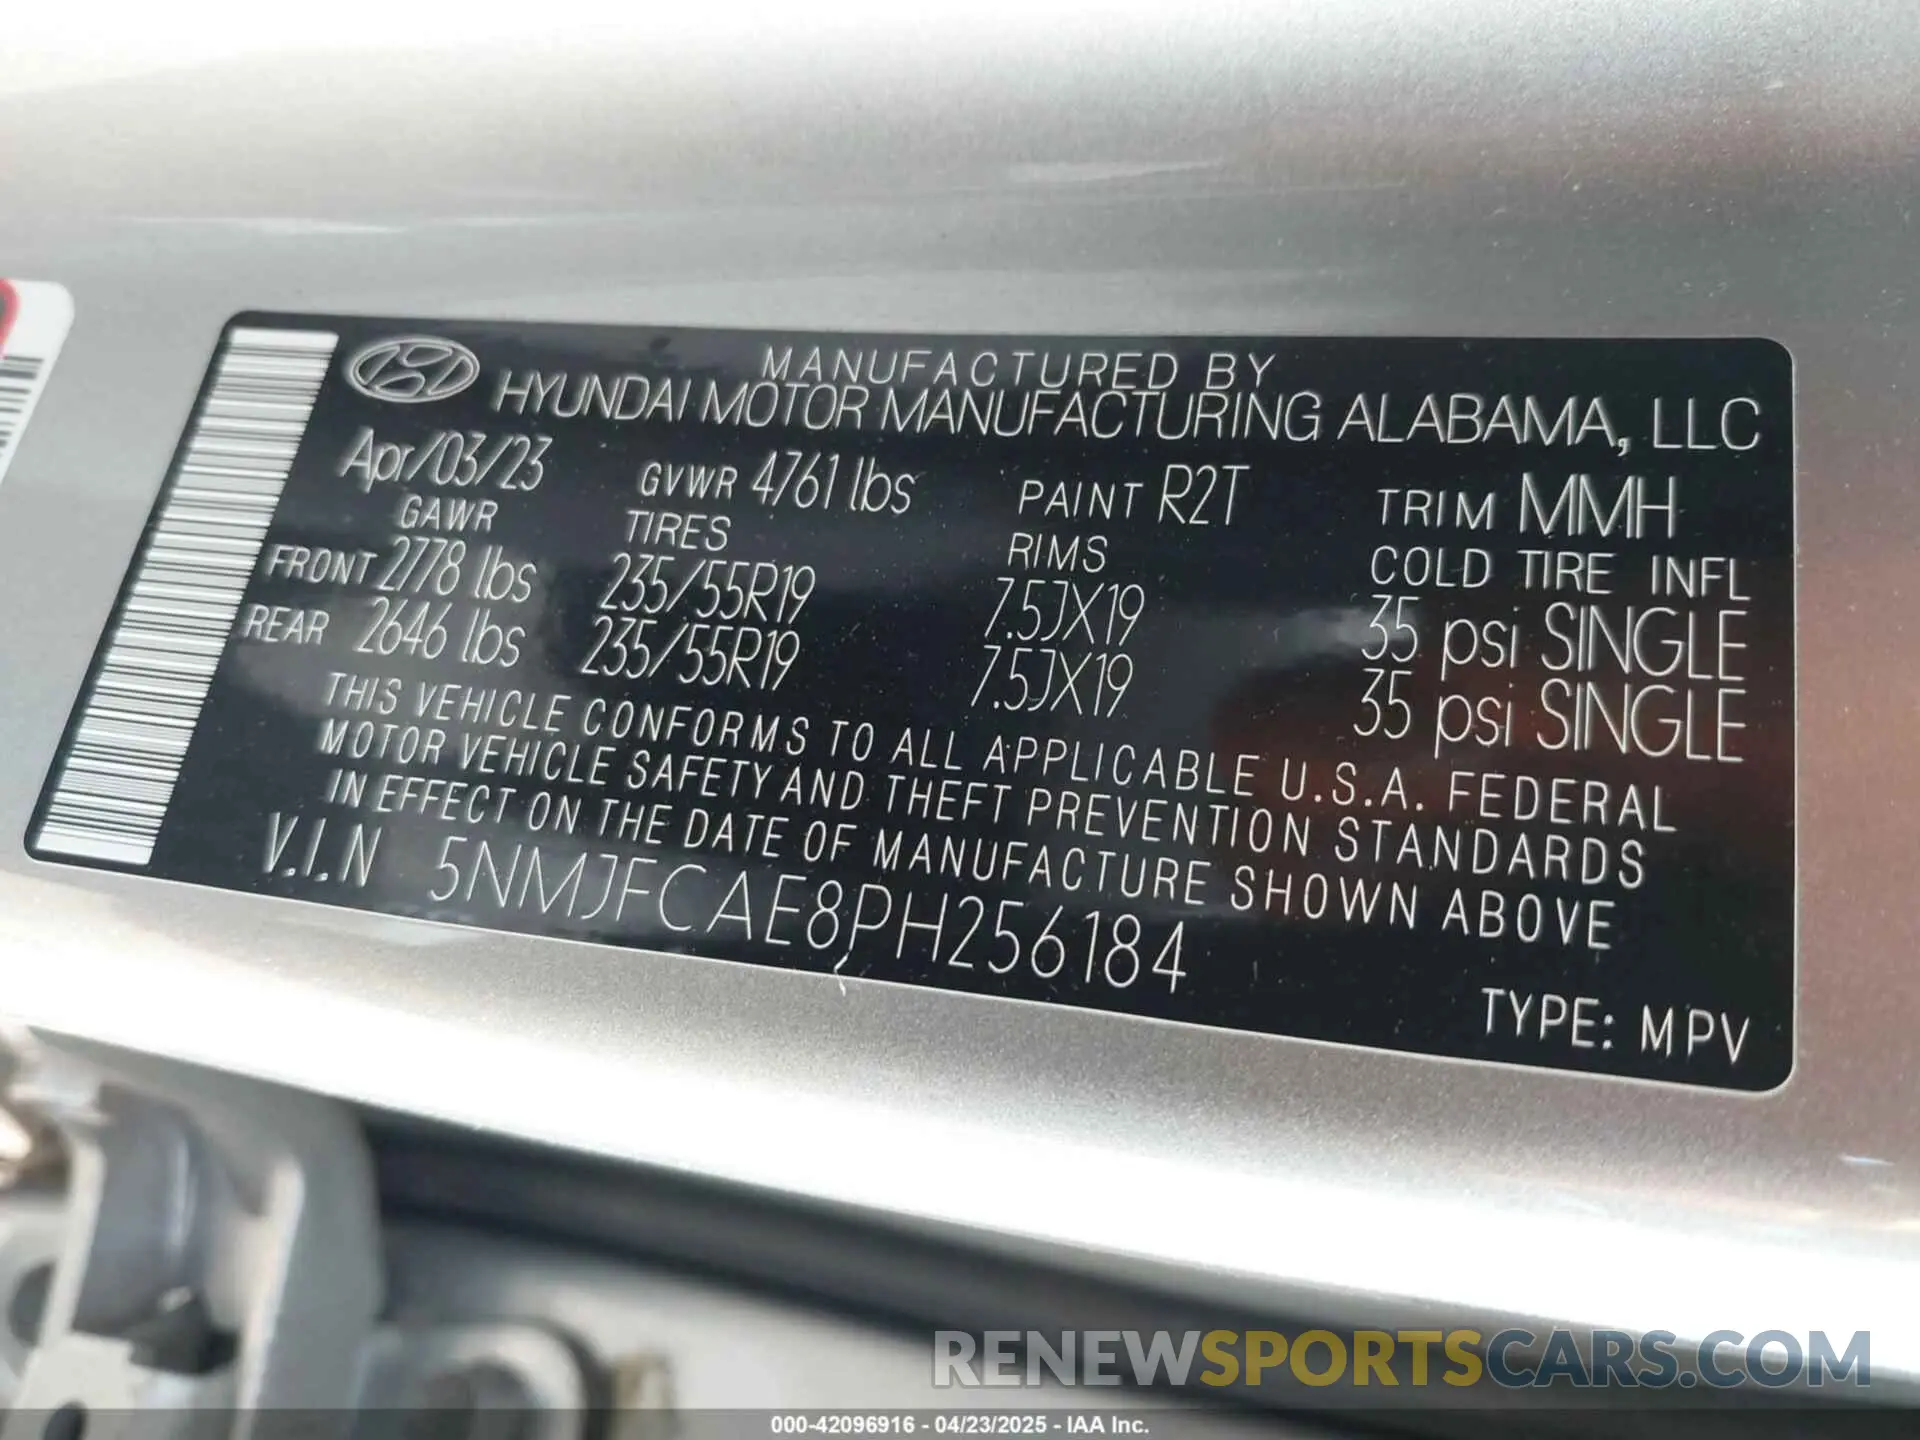 MANUFACTURED BY
HYUNDAI MOTOR MANUFACTURING ALABAMA, LLC
Apr/03/23 GVWR 4761 lbs PAINT R2T TRIM MMH
GAWR TIRES RIMS COLD TIRE INFL
FRONT 2778 lbs 235/55R19 7.5JX19 35 psi SINGLE
REAR 2646 lbs 235/55R19 7.5JX19 35 psi SINGLE
THIS VEHICLE CONFORMS TO ALL APPLICABLE U.S.A. FEDERAL
MOTOR VEHICLE SAFETY AND THEFT PREVENTION STANDARDS
IN EFFECT ON THE DATE OF MANUFACTURE SHOWN ABOVE
V.I.N 5NMJFCAE8PH256184
TYPE: MPV
RENEWSPORTSCARS.COM
000-42096916 - 04/23/2025 - IAA Inc.